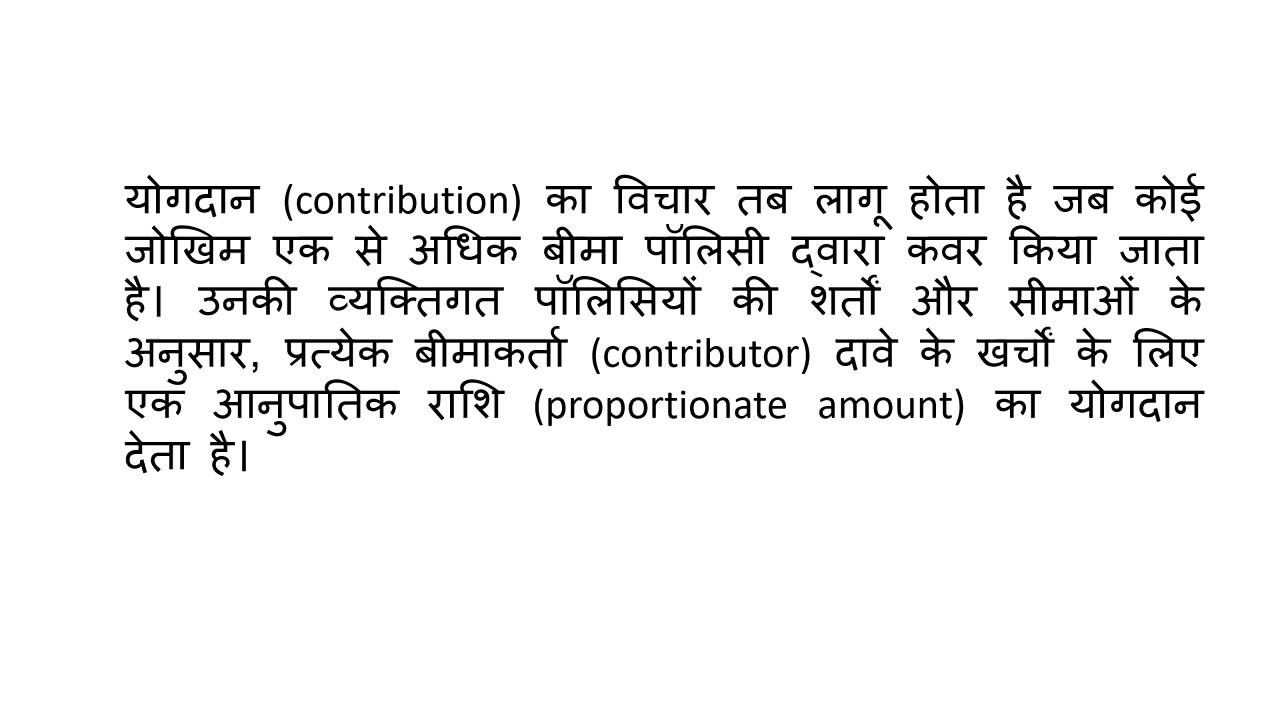 योगदान (contribution) का विचार तब लागू होता है जब कोई
जोखिम एक से अधिक बीमा पॉलिसी द्वारा कवर किया जाता
है। उनकी व्यक्तिगत पॉलिसियों की शर्तों और सीमाओं के
अनुसार, प्रत्येक बीमाकर्ता (contributor) दावे के खर्चों के लिए
एक आनुपातिक राशि (proportionate amount) का योगदान
देता है।